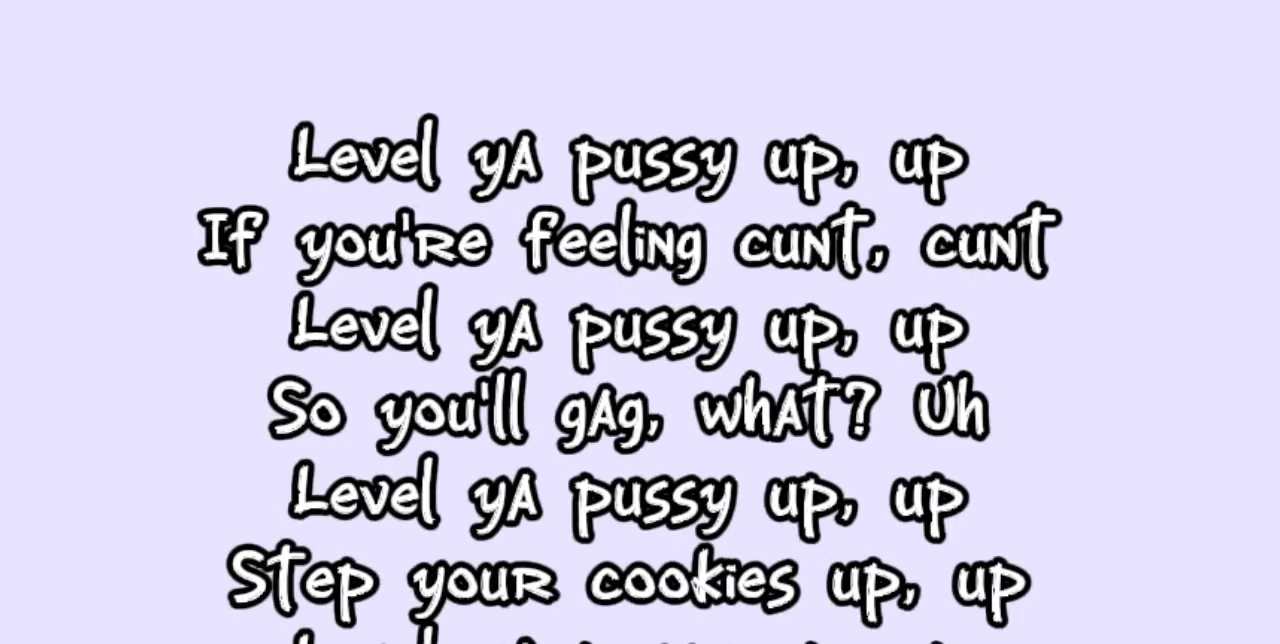 Level ya pussy up, up
If you're feeling cunt, cunt
Level ya pussy up, up
So you'll gag, what? Uh
Level ya pussy up, up
Step your cookies up, up